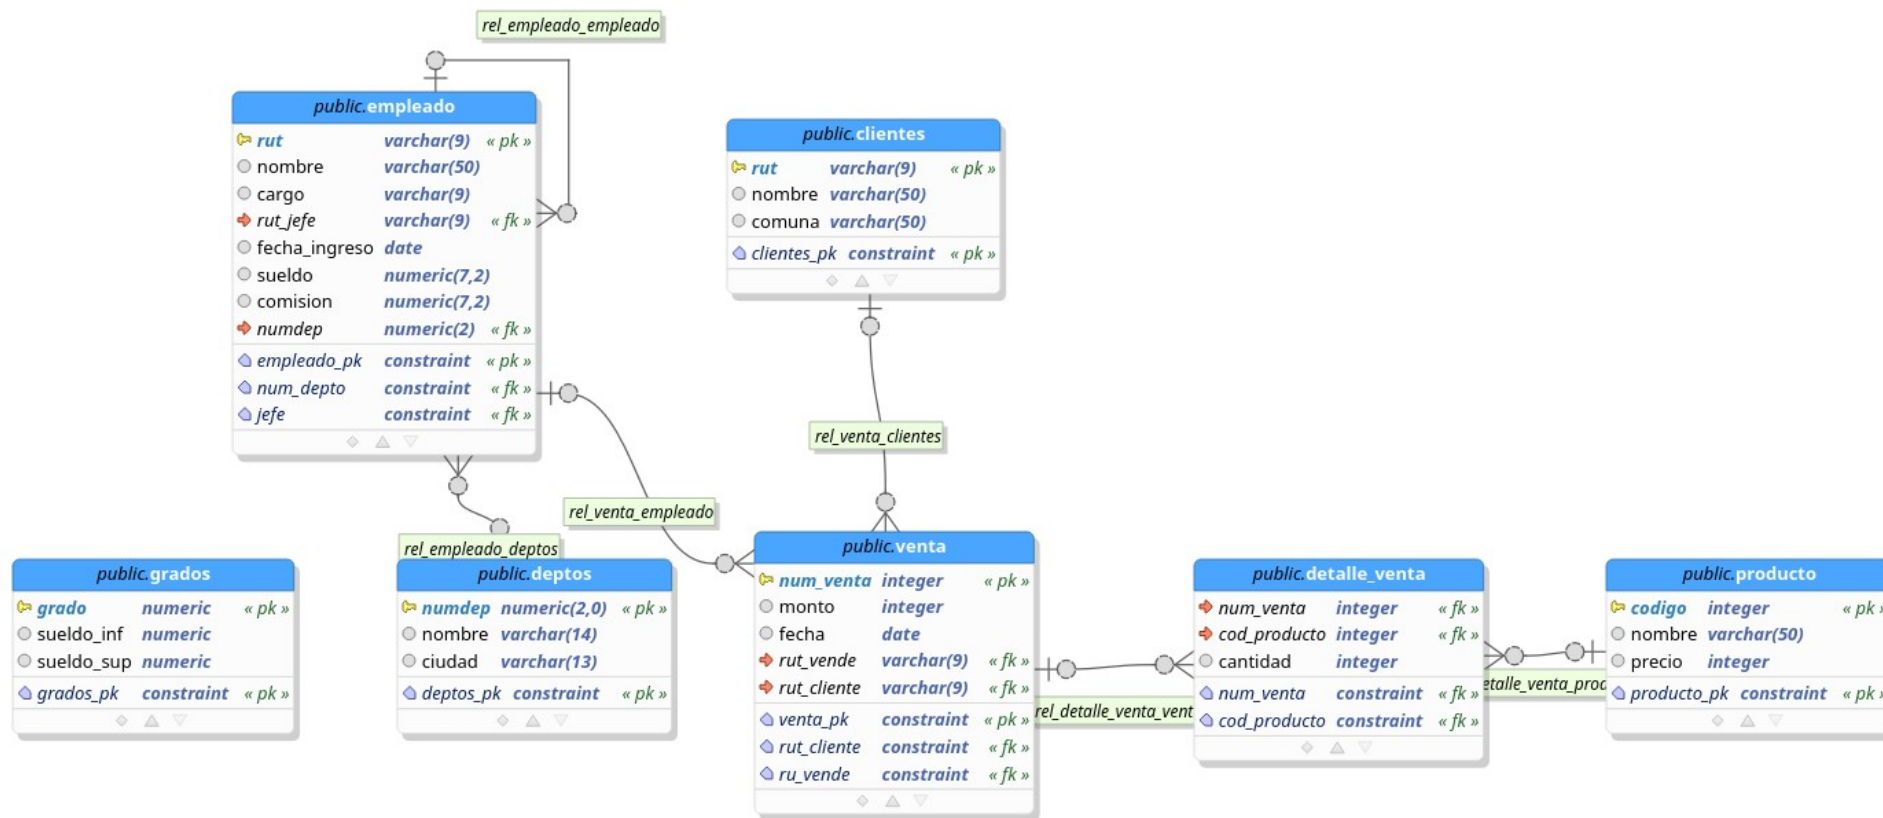 rel_empleado_empleado
public.empleado
rut varchar(9) « pk »
nombre varchar(50)
cargo varchar(9)
rut_jefe varchar(9) « fk »
fecha_ingreso date
sueldo numeric(7,2)
comision numeric(7,2)
numdep numeric(2) « fk »
empleado_pk constraint « pk »
num_depto constraint « fk »
jefe constraint « fk »
public.clientes
rut varchar(9) « pk »
nombre varchar(50)
comuna varchar(50)
clientes_pk constraint « pk »
rel_venta_clientes
rel_venta_empleado
rel_empleado_deptos
public.grados
grado numeric « pk »
sueldo_inf numeric
sueldo_sup numeric
grados_pk constraint « pk »
public.deptos
numdep numeric(2,0) « pk »
nombre varchar(14)
ciudad varchar(13)
deptos_pk constraint « pk »
public.venta
num_venta integer « pk »
monto integer
fecha date
rut_vende varchar(9) « fk »
rut_cliente varchar(9) « fk »
venta_pk constraint « pk »
rut_cliente constraint « fk »
ru_vende constraint « fk »
rel_detalle_venta_vent
public.detalle_venta
num_venta integer « fk »
cod_producto integer « fk »
cantidad integer
num_venta constraint « fk »
cod_producto constraint « fk »
etalle_venta_prod
public.producto
codigo integer « pk »
nombre varchar(50)
precio integer
producto_pk constraint « pk »